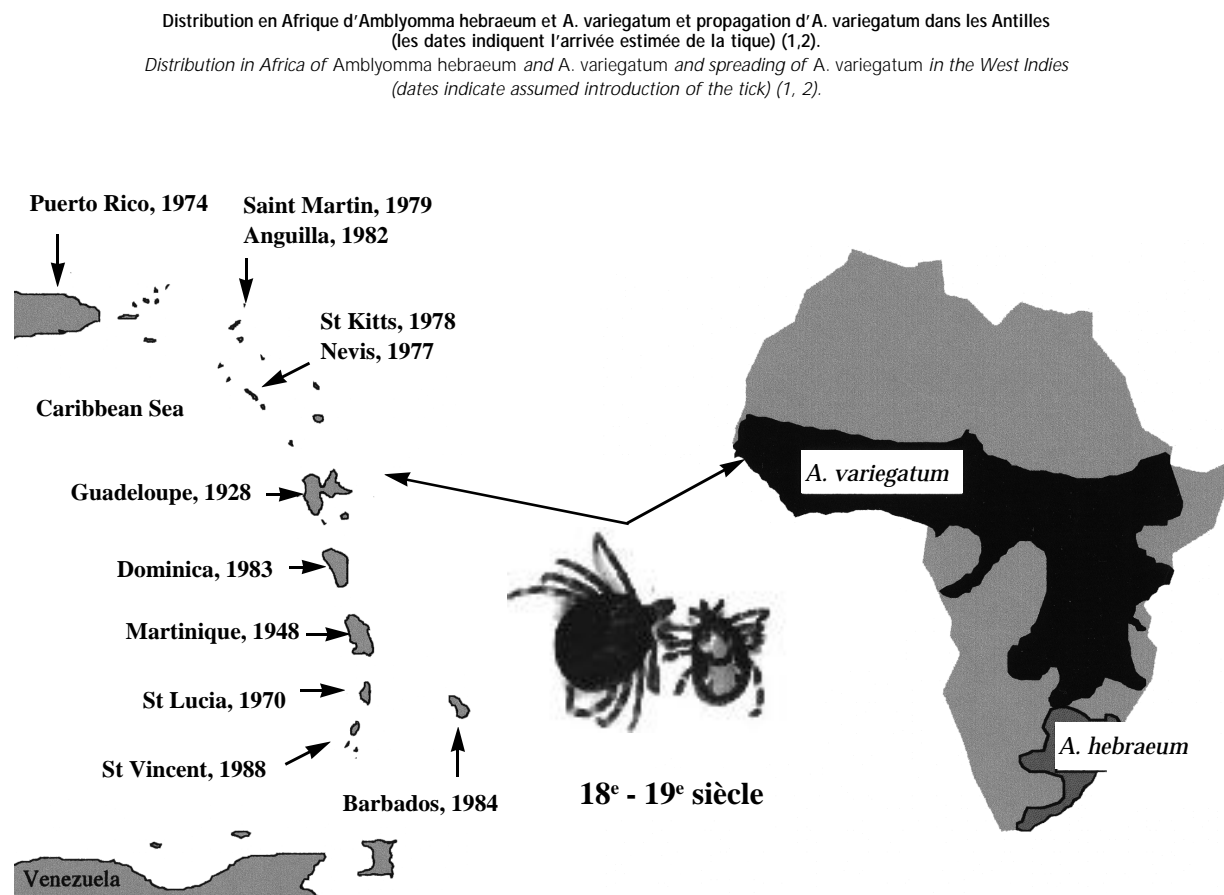 Distribution en Afrique d'Amblyomma hebraeum et A. variegatum et propagation d'A. variegatum dans les Antilles
(les dates indiquent l'arrivée estimée de la tique) (1,2).
Distribution in Africa of Amblyomma hebraeum and A. variegatum and spreading of A. variegatum in the West Indies
(dates indicate assumed introduction of the tick) (1, 2).
Puerto Rico, 1974
Saint Martin, 1979
Anguilla, 1982
St Kitts, 1978
Nevis, 1977
Caribbean Sea
A. variegatum
Guadeloupe, 1928
Dominica, 1983
Martinique, 1948
St Lucia, 1970
A. hebraeum
St Vincent, 1988
18e - 19e siècle
Barbados, 1984
Venezuela